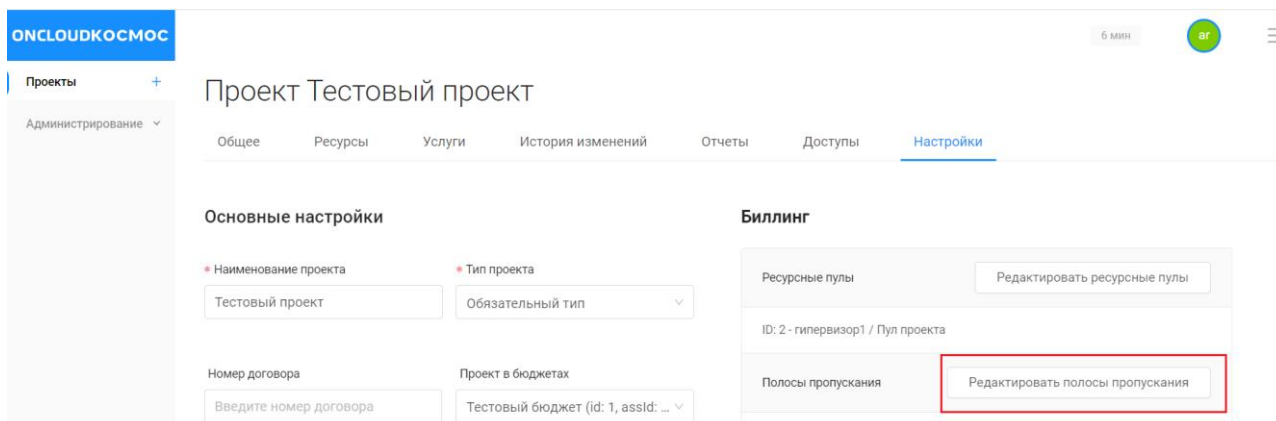 ONCLOUDКОСМОС
6 мин
ar
Проекты +
Администрирование
Проект Тестовый проект
Общее Ресурсы Услуги История изменений Отчеты Доступы Настройки
Основные настройки
Биллинг
* Наименование проекта * Тип проекта
Тестовый проект Обязательный тип
Ресурсные пулы Редактировать ресурсные пулы
ID: 2 - гипервизор1 / Пул проекта
Номер договора Проект в бюджетах
Введите номер договора Тестовый бюджет (id: 1, assId: ...
Полосы пропускания Редактировать полосы пропускания